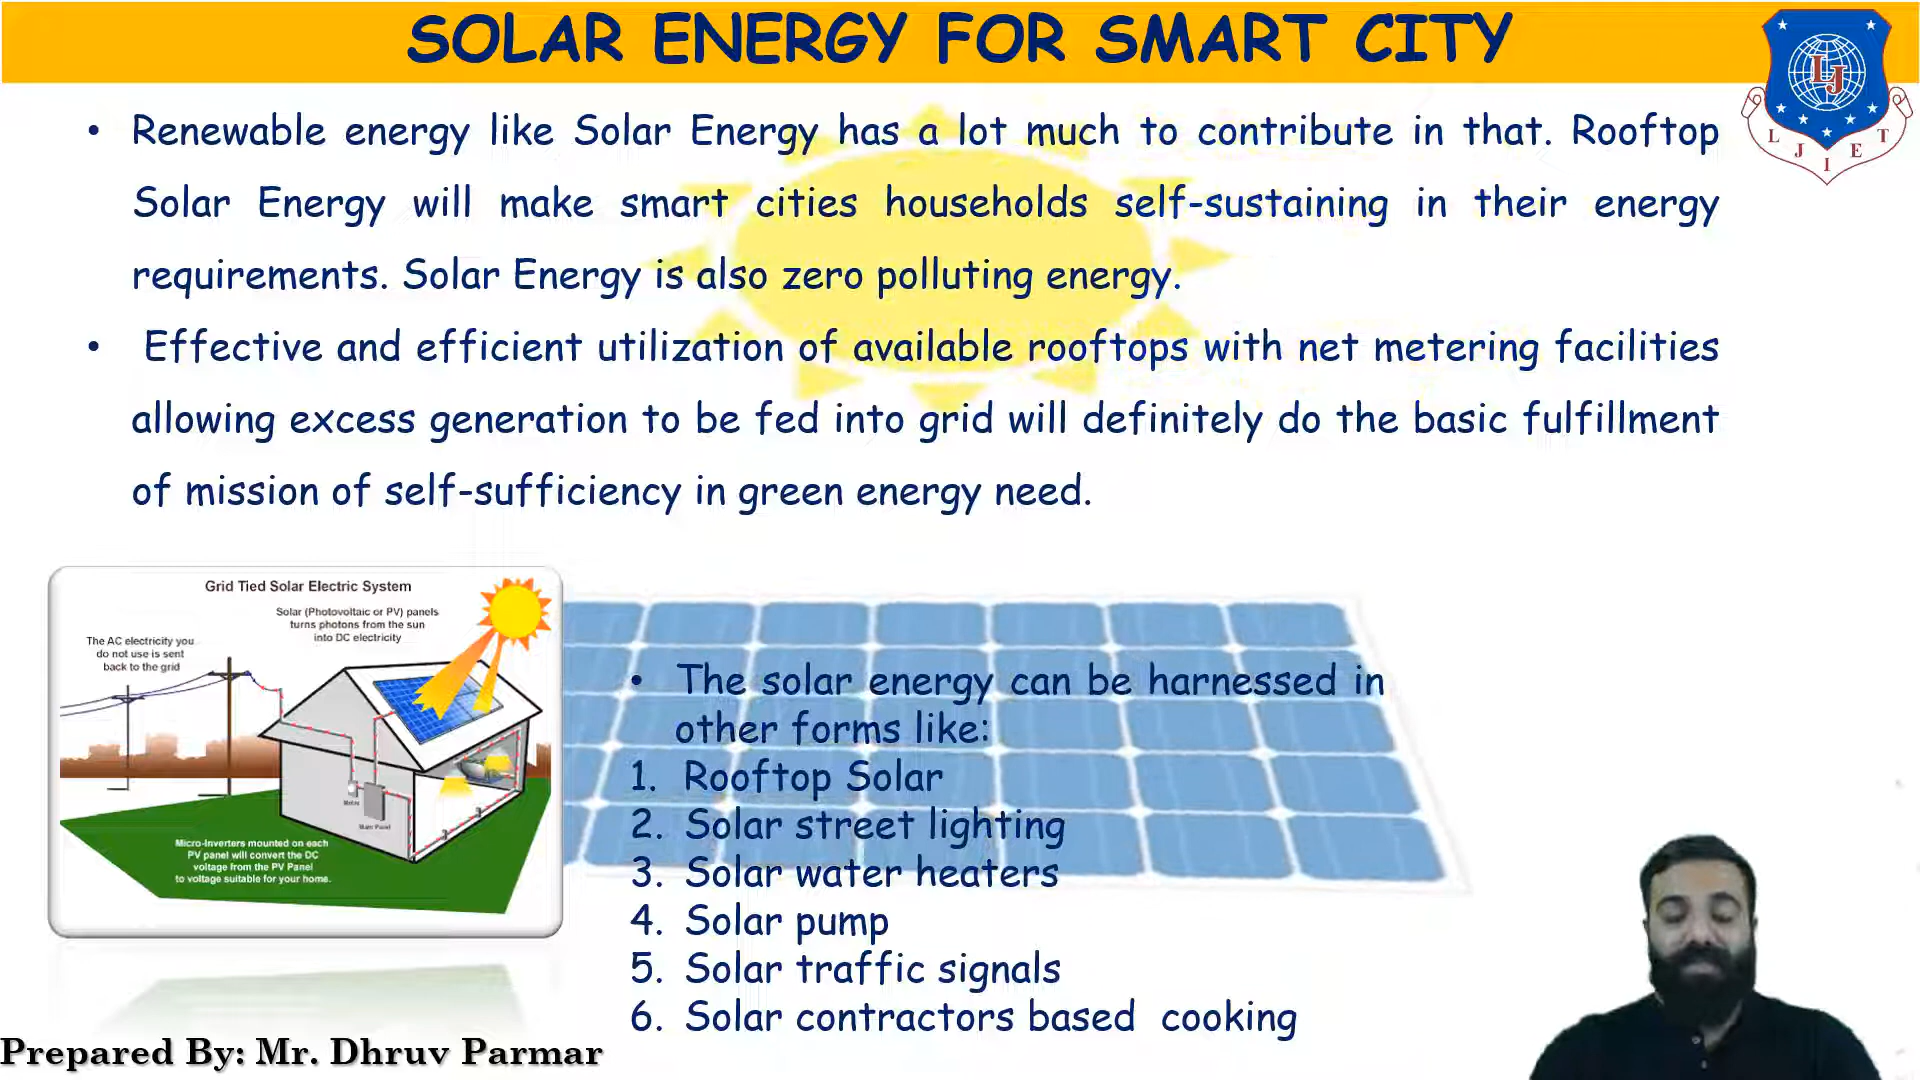 SOLAR ENERGY FOR SMART CITY
LJ
L J I E T
• Renewable energy like Solar Energy has a lot much to contribute in that. Rooftop
Solar Energy will make smart cities households self-sustaining in their energy
requirements. Solar Energy is also zero polluting energy.
• Effective and efficient utilization of available rooftops with net metering facilities
allowing excess generation to be fed into grid will definitely do the basic fulfillment
of mission of self-sufficiency in green energy need.
Grid Tied Solar Electric System
Solar (Photovoltaic or PV) panels
turns photons from the sun
into DC electricity
The AC electricity you
do not use is sent
back to the grid
Meter
Main Panel
Micro-Inverters mounted on each
PV panel will convert the DC
voltage from the PV Panel
to voltage suitable for your home.
• The solar energy can be harnessed in
other forms like:
1. Rooftop Solar
2. Solar street lighting
3. Solar water heaters
4. Solar pump
5. Solar traffic signals
6. Solar contractors based cooking
Prepared By: Mr. Dhruv Parmar